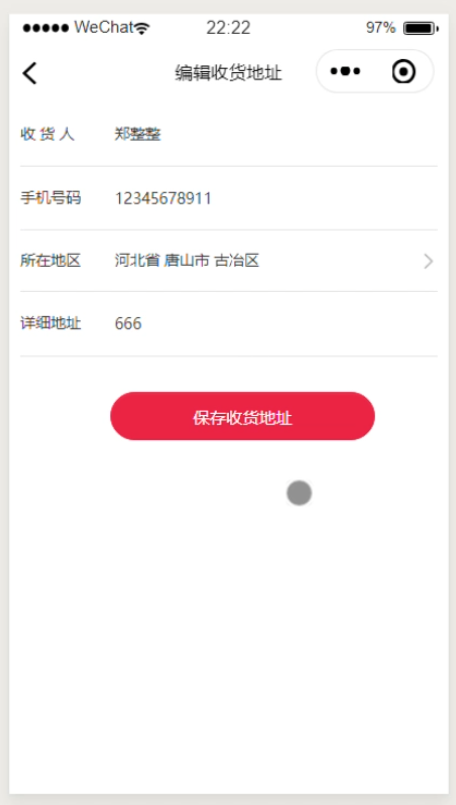 WeChat 22:22 97%
编辑收货地址
收货人 郑整整
手机号码 12345678911
所在地区 河北省 唐山市 古冶区
详细地址 666
保存收货地址